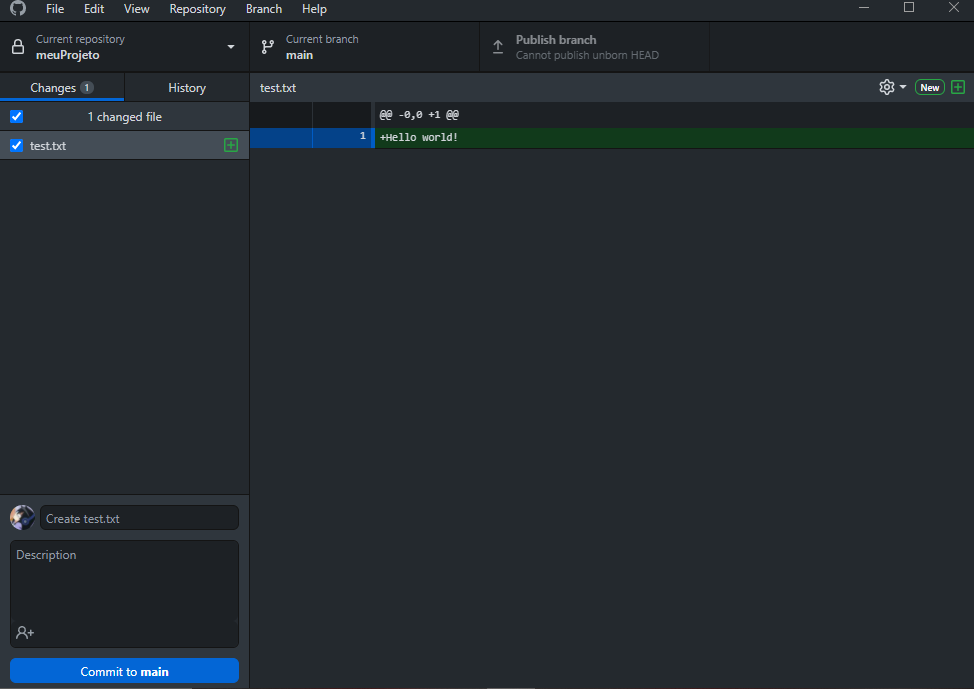 File Edit View Repository Branch Help
Current repository
meuProjeto
Current branch
main
Publish branch
Cannot publish unborn HEAD
Changes 1
History
test.txt
New
1 changed file
@@ -0,0 +1 @@
test.txt
1 +Hello world!
Create test.txt
Description
Commit to main